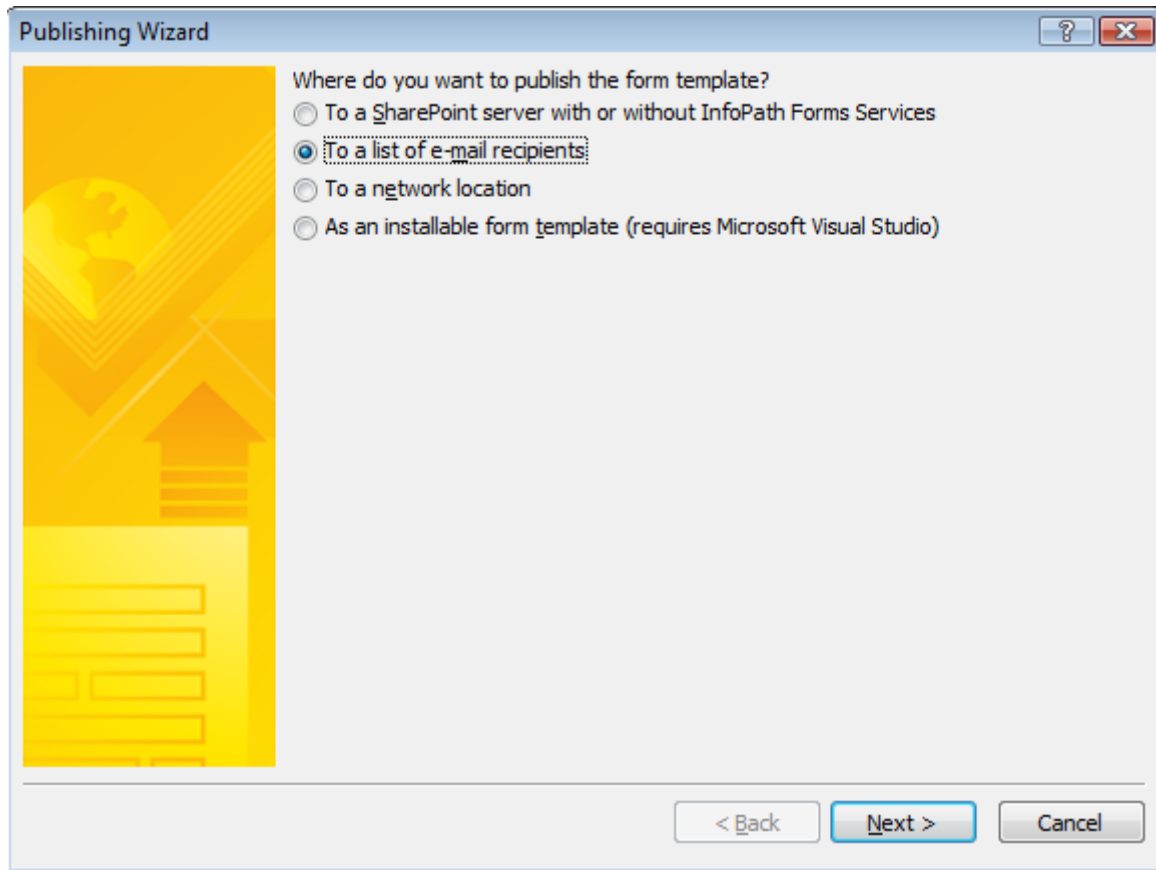 Publishing Wizard
Where do you want to publish the form template?
To a SharePoint server with or without InfoPath Forms Services
To a list of e-mail recipients
To a network location
As an installable form template (requires Microsoft Visual Studio)
< Back
Next >
Cancel